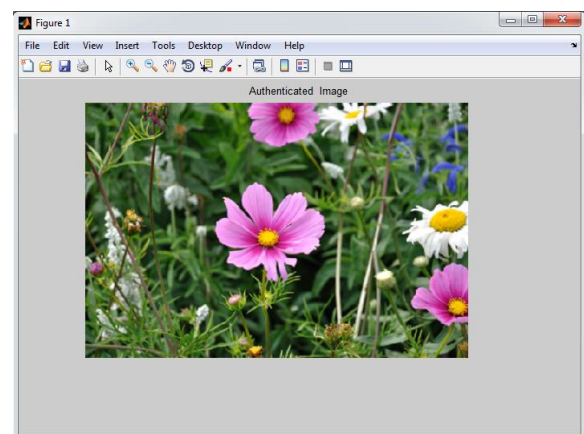 Figure 1
File Edit View Insert Tools Desktop Window Help
Authenticated Image